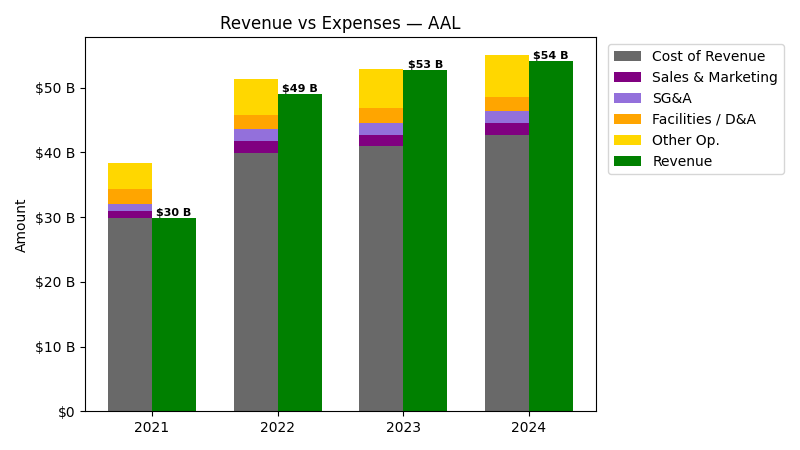 Revenue vs Expenses — AAL
Amount
$50 B
$40 B
$30 B
$20 B
$10 B
$0
$30 B
$49 B
$53 B
$54 B
2021
2022
2023
2024
Cost of Revenue
Sales & Marketing
SG&A
Facilities / D&A
Other Op.
Revenue